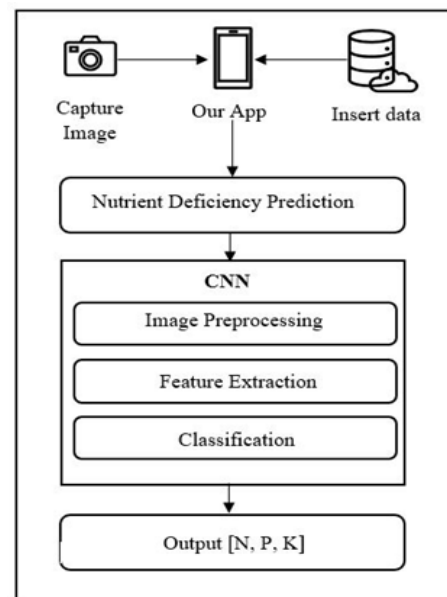 Capture
Image
Our App
Insert data
Nutrient Deficiency Prediction
CNN
Image Preprocessing
Feature Extraction
Classification
Output [N, P, K]